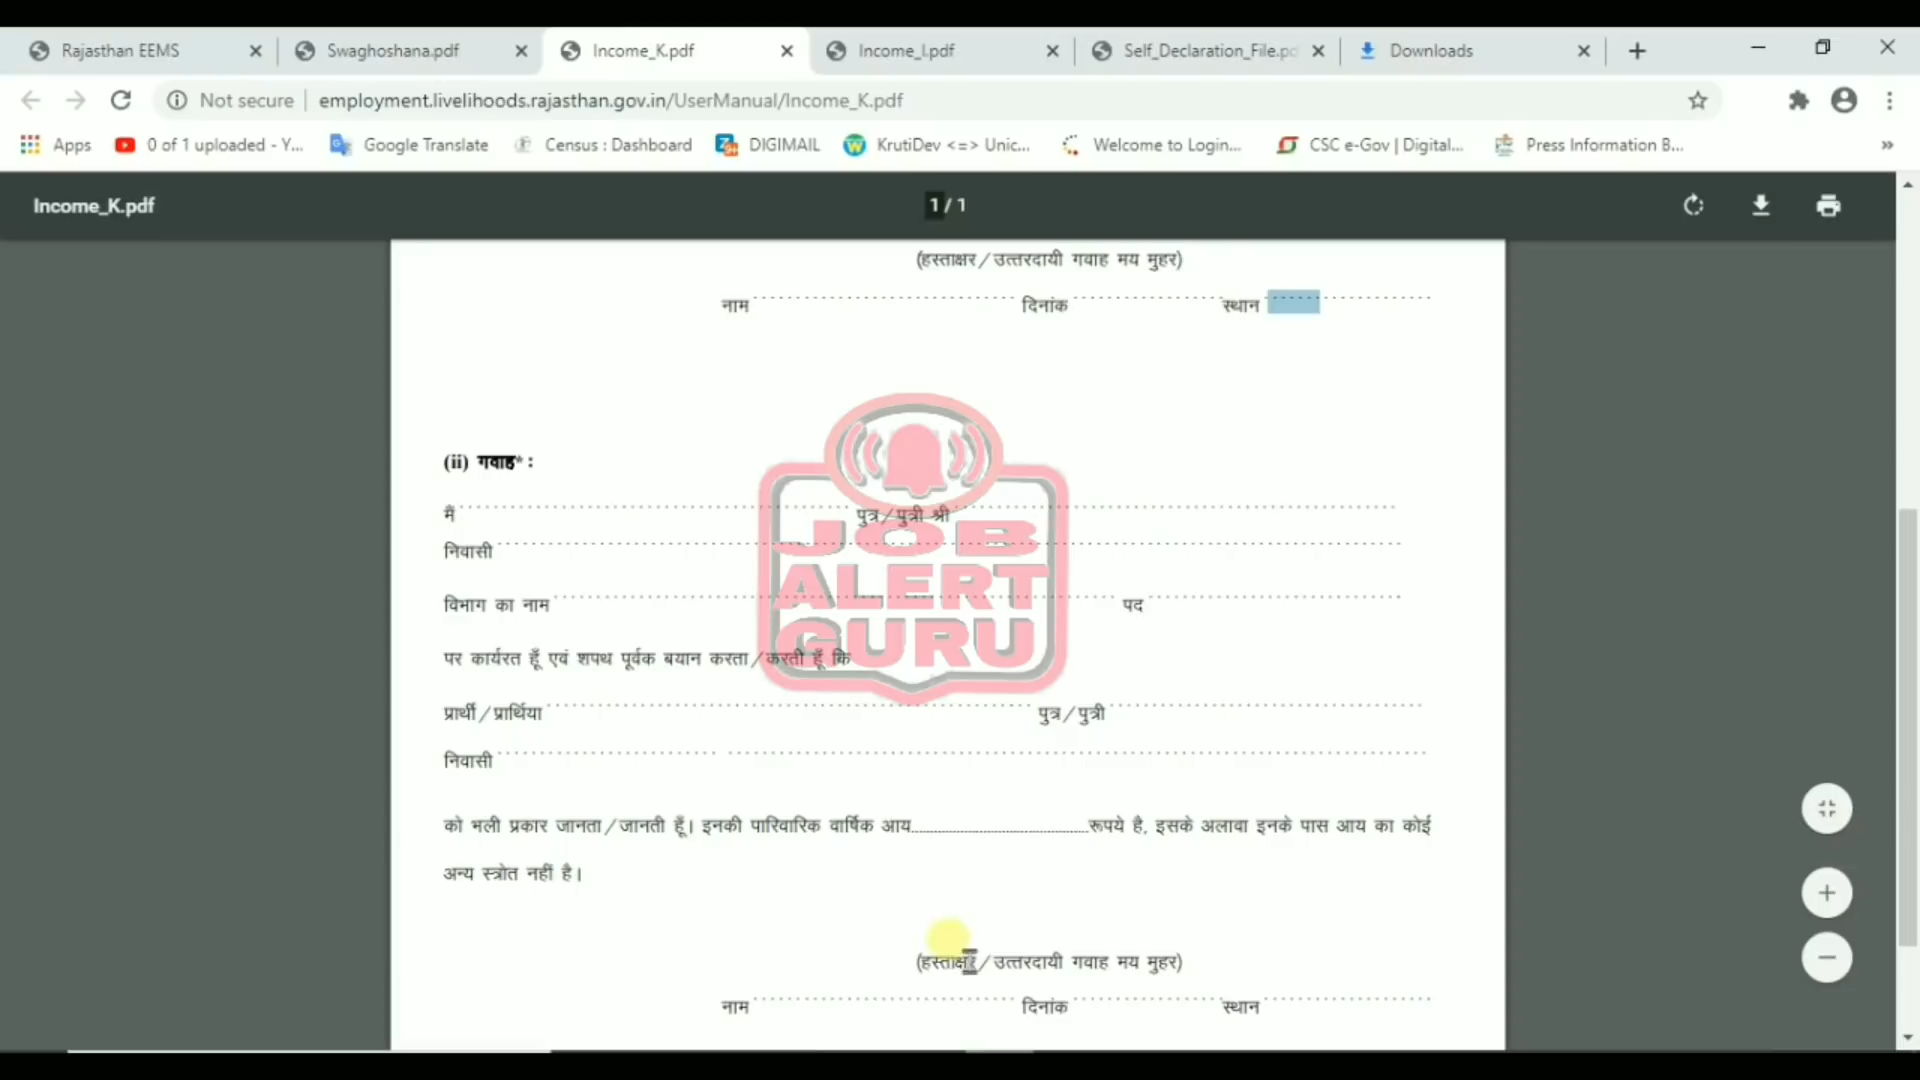 Rajasthan EEMS
Swaghoshana.pdf
Income_K.pdf
Income_I.pdf
Self_Declaration_File.pd
Downloads
Not secure
employment.livelihoods.rajasthan.gov.in/UserManual/Income_K.pdf
Apps
0 of 1 uploaded - Y...
Google Translate
Census : Dashboard
DIGIMAIL
KrutiDev <=> Unic...
Welcome to Login...
CSC e-Gov | Digital...
Press Information B...
»
Income_K.pdf
1 / 1
(हस्ताक्षर/उत्तरदायी गवाह मय मुहर)
नाम दिनांक स्थान
(ii) गवाह* :
मैं पुत्र/पुत्री श्री
निवासी
विभाग का नाम पद
पर कार्यरत हूँ एवं शपथ पूर्वक बयान करता/करती हूँ कि
प्रार्थी/प्रार्थिया पुत्र/पुत्री
निवासी
को भली प्रकार जानता/जानती हूँ। इनकी पारिवारिक वार्षिक आय रूपये है, इसके अलावा इनके पास आय का कोई
अन्य स्त्रोत नहीं है।
(हस्ताक्षर/उत्तरदायी गवाह मय मुहर)
नाम दिनांक स्थान
JOB
ALERT
GURU